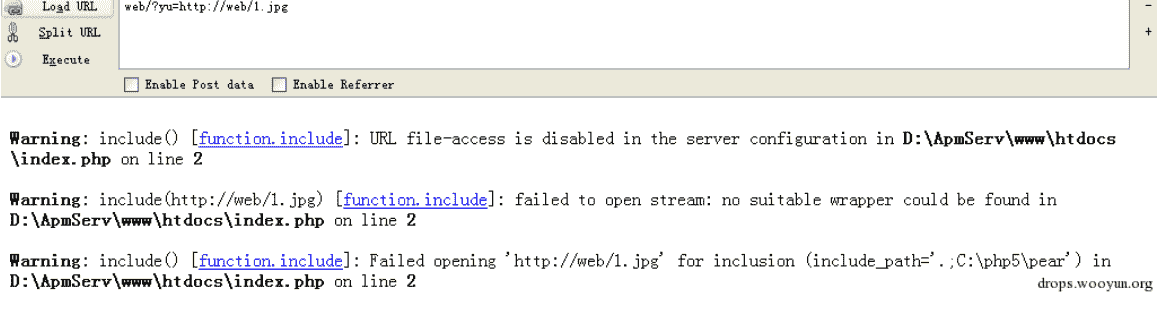 Load URL web/?yu=http://web/1.jpg -
Split URL +
Execute
Enable Post data Enable Referrer
Warning: include() [function.include]: URL file-access is disabled in the server configuration in D:\ApmServ\www\htdocs
\index.php on line 2
Warning: include(http://web/1.jpg) [function.include]: failed to open stream: no suitable wrapper could be found in
D:\ApmServ\www\htdocs\index.php on line 2
Warning: include() [function.include]: Failed opening 'http://web/1.jpg' for inclusion (include_path='.;C:\php5\pear') in
D:\ApmServ\www\htdocs\index.php on line 2
drops.wooyun.org